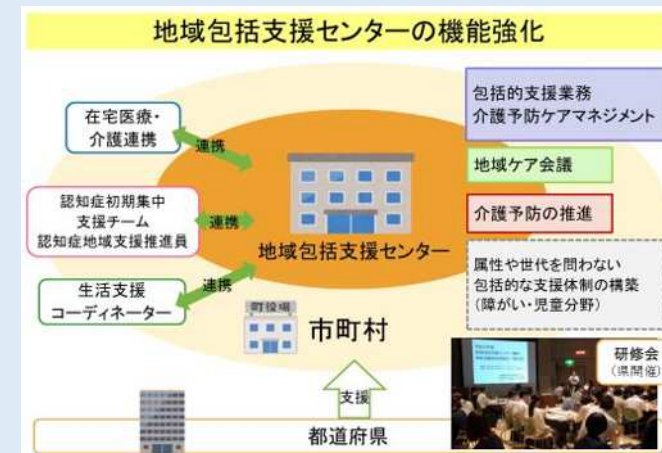 地域包括支援センターの機能強化
在宅医療・
介護連携
連携
認知症初期集中
支援チーム
認知症地域支援推進員
連携
生活支援
コーディネーター
連携
地域包括支援センター
町役場
市町村
支援
都道府県
包括的支援業務
介護予防ケアマネジメント
地域ケア会議
介護予防の推進
属性や世代を問わない
包括的な支援体制の構築
(障がい・児童分野)
研修会
(県開催)